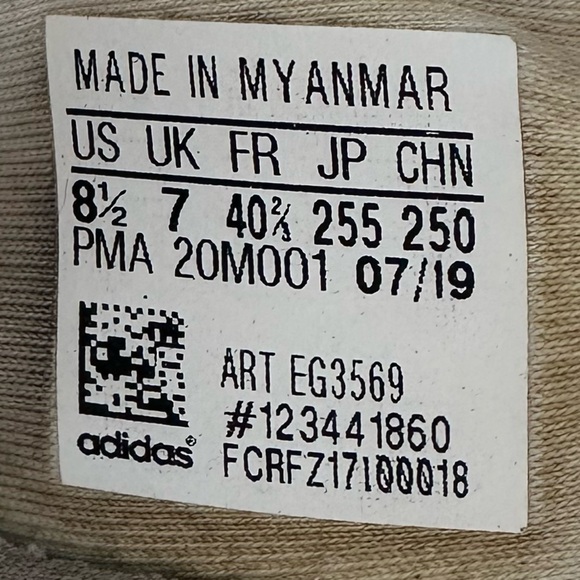 MADE IN MYANMAR
US UK FR JP CHN
8½ 7 40⅔ 255 250
PMA 20M001 07/19
ART EG3569
#123441860
adidas®
FCRFZ17I00018